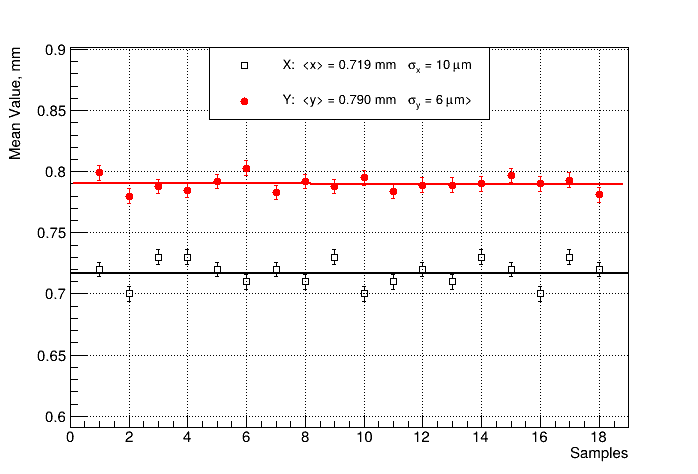 0.9
X: <x> = 0.719 mm σx = 10 μm
Y: <y> = 0.790 mm σy = 6 μm>
0.85
0.8
0.75
0.7
0.65
0.6
Mean Value, mm
0 2 4 6 8 10 12 14 16 18
Samples